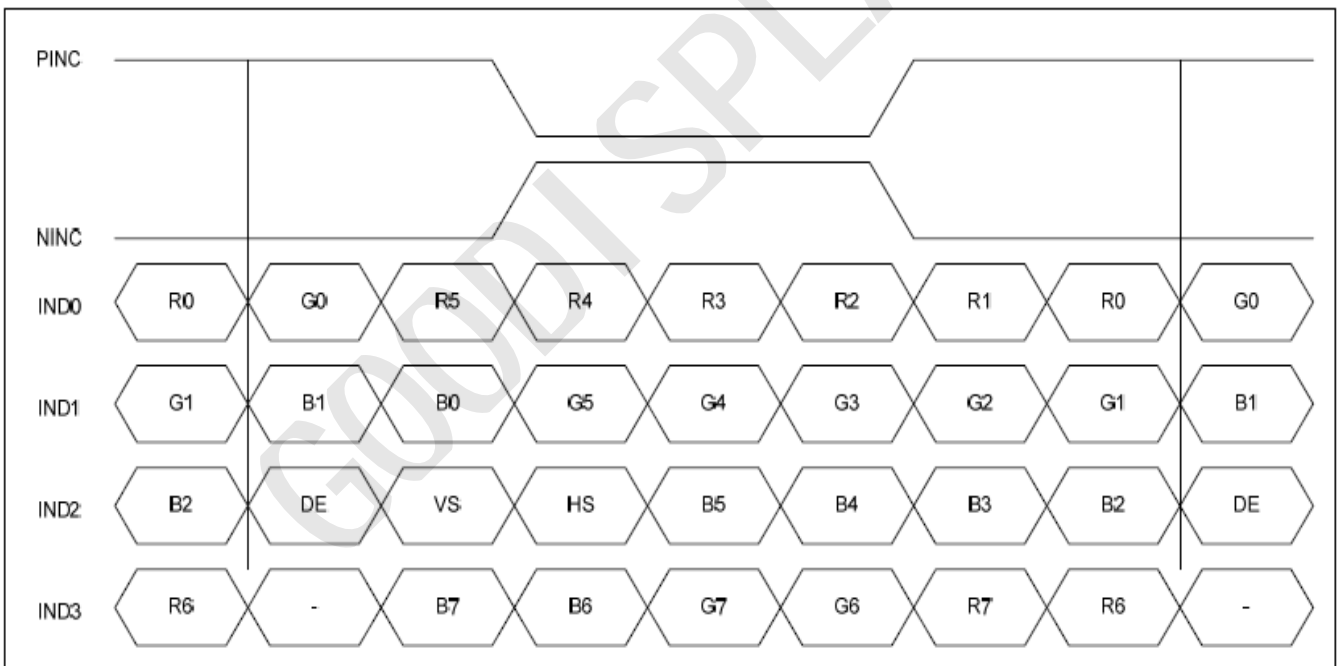 PINC
NINC
IND0 R0 G0 R5 R4 R3 R2 R1 R0 G0
IND1 G1 B1 B0 G5 G4 G3 G2 G1 B1
IND2 B2 DE VS HS B5 B4 B3 B2 DE
IND3 R6 - B7 B6 G7 G6 R7 R6 -
GOODI SPL